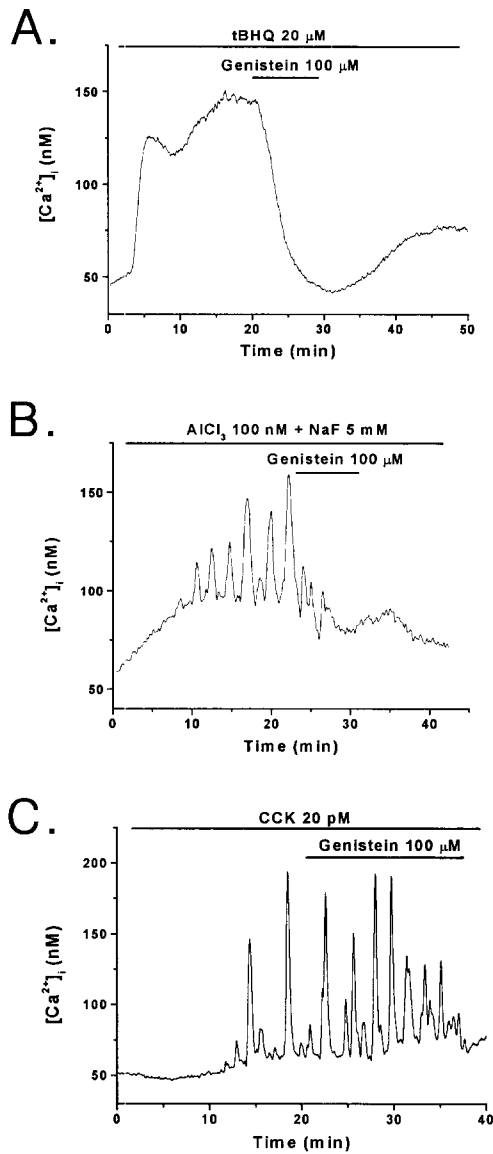 A.
tBHQ 20 μM
Genistein 100 μM
150
100
50
[Ca²⁺]ᵢ (nM)
0 10 20 30 40 50
Time (min)
B.
AlCl₃ 100 nM + NaF 5 mM
Genistein 100 μM
150
100
50
[Ca²⁺]ᵢ (nM)
0 10 20 30 40
Time (min)
C.
CCK 20 pM
Genistein 100 μM
200
150
100
50
[Ca²⁺]ᵢ (nM)
0 10 20 30 40
Time (min)